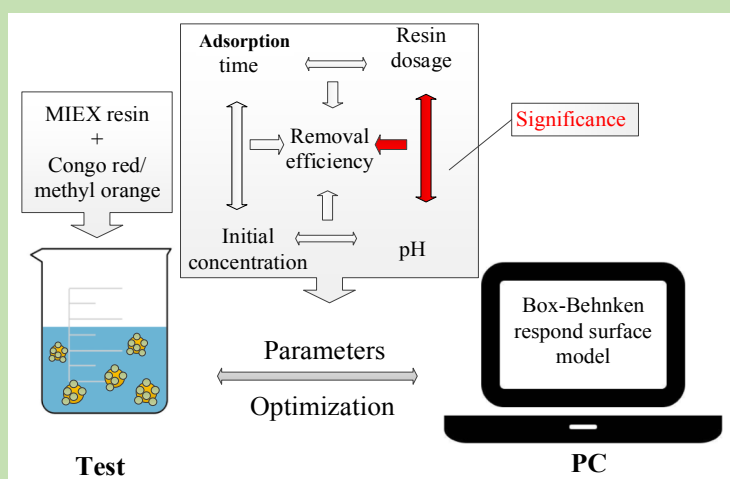 Adsorption
time
Resin
dosage
MIEX resin
+
Congo red/
methyl orange
Removal
efficiency
Significance
Initial
concentration
pH
Box-Behnken
respond surface
model
Parameters
Optimization
Test
PC